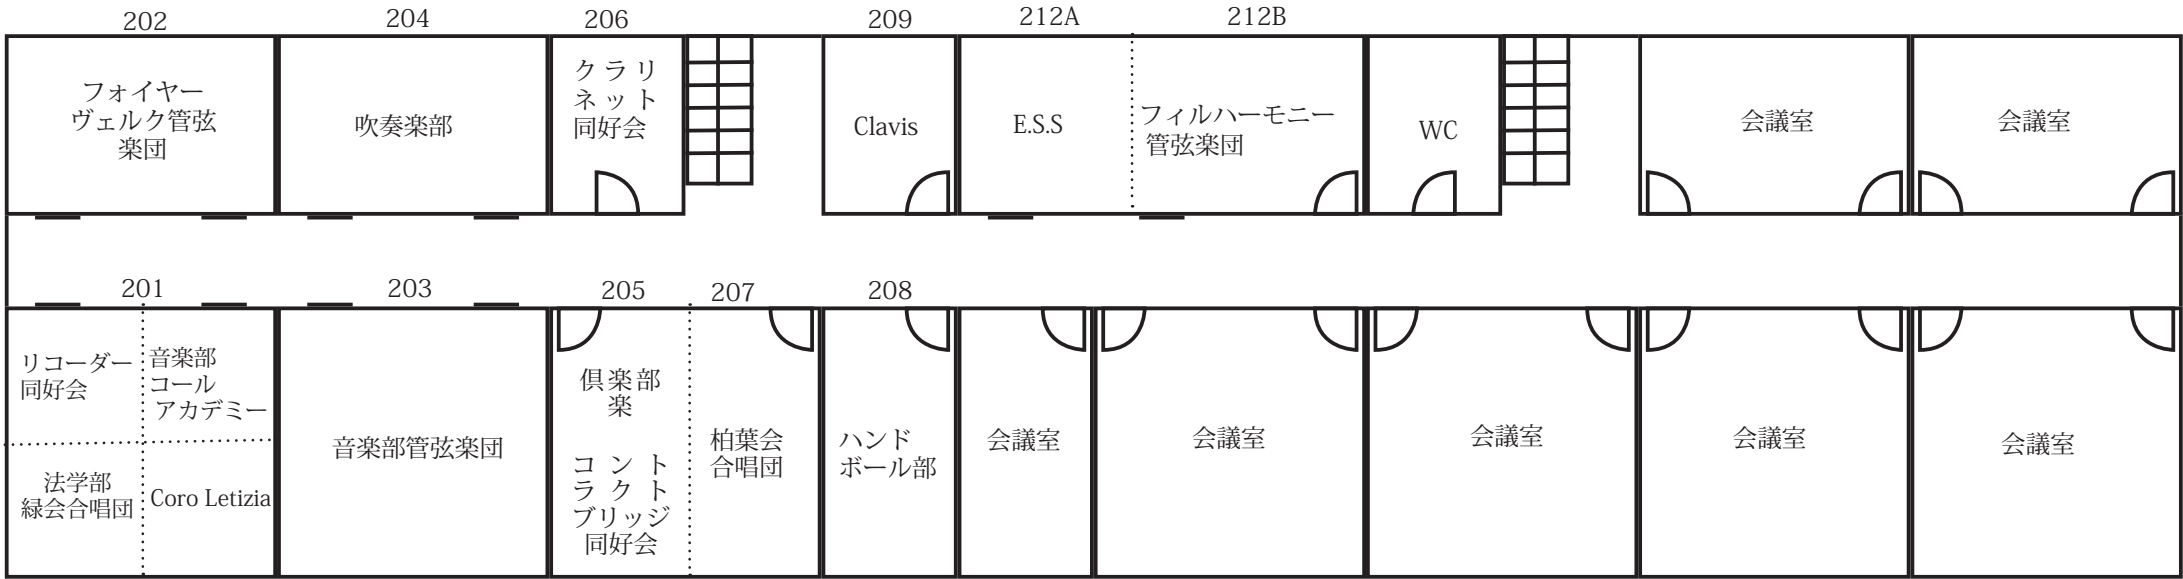 202
204
206
209
212A
212B
フォイヤー
ヴェルク管弦
楽団
吹奏楽部
クラリ
ネット
同好会
Clavis
E.S.S
フィルハーモニー
管弦楽団
WC
会議室
会議室
201
203
205
207
208
リコーダー
同好会
音楽部
コール
アカデミー
法学部
緑会合唱団
Coro Letizia
音楽部管弦楽団
倶楽部
楽
コント
ラクト
ブリッジ
同好会
柏葉会
合唱団
ハンド
ボール部
会議室
会議室
会議室
会議室
会議室